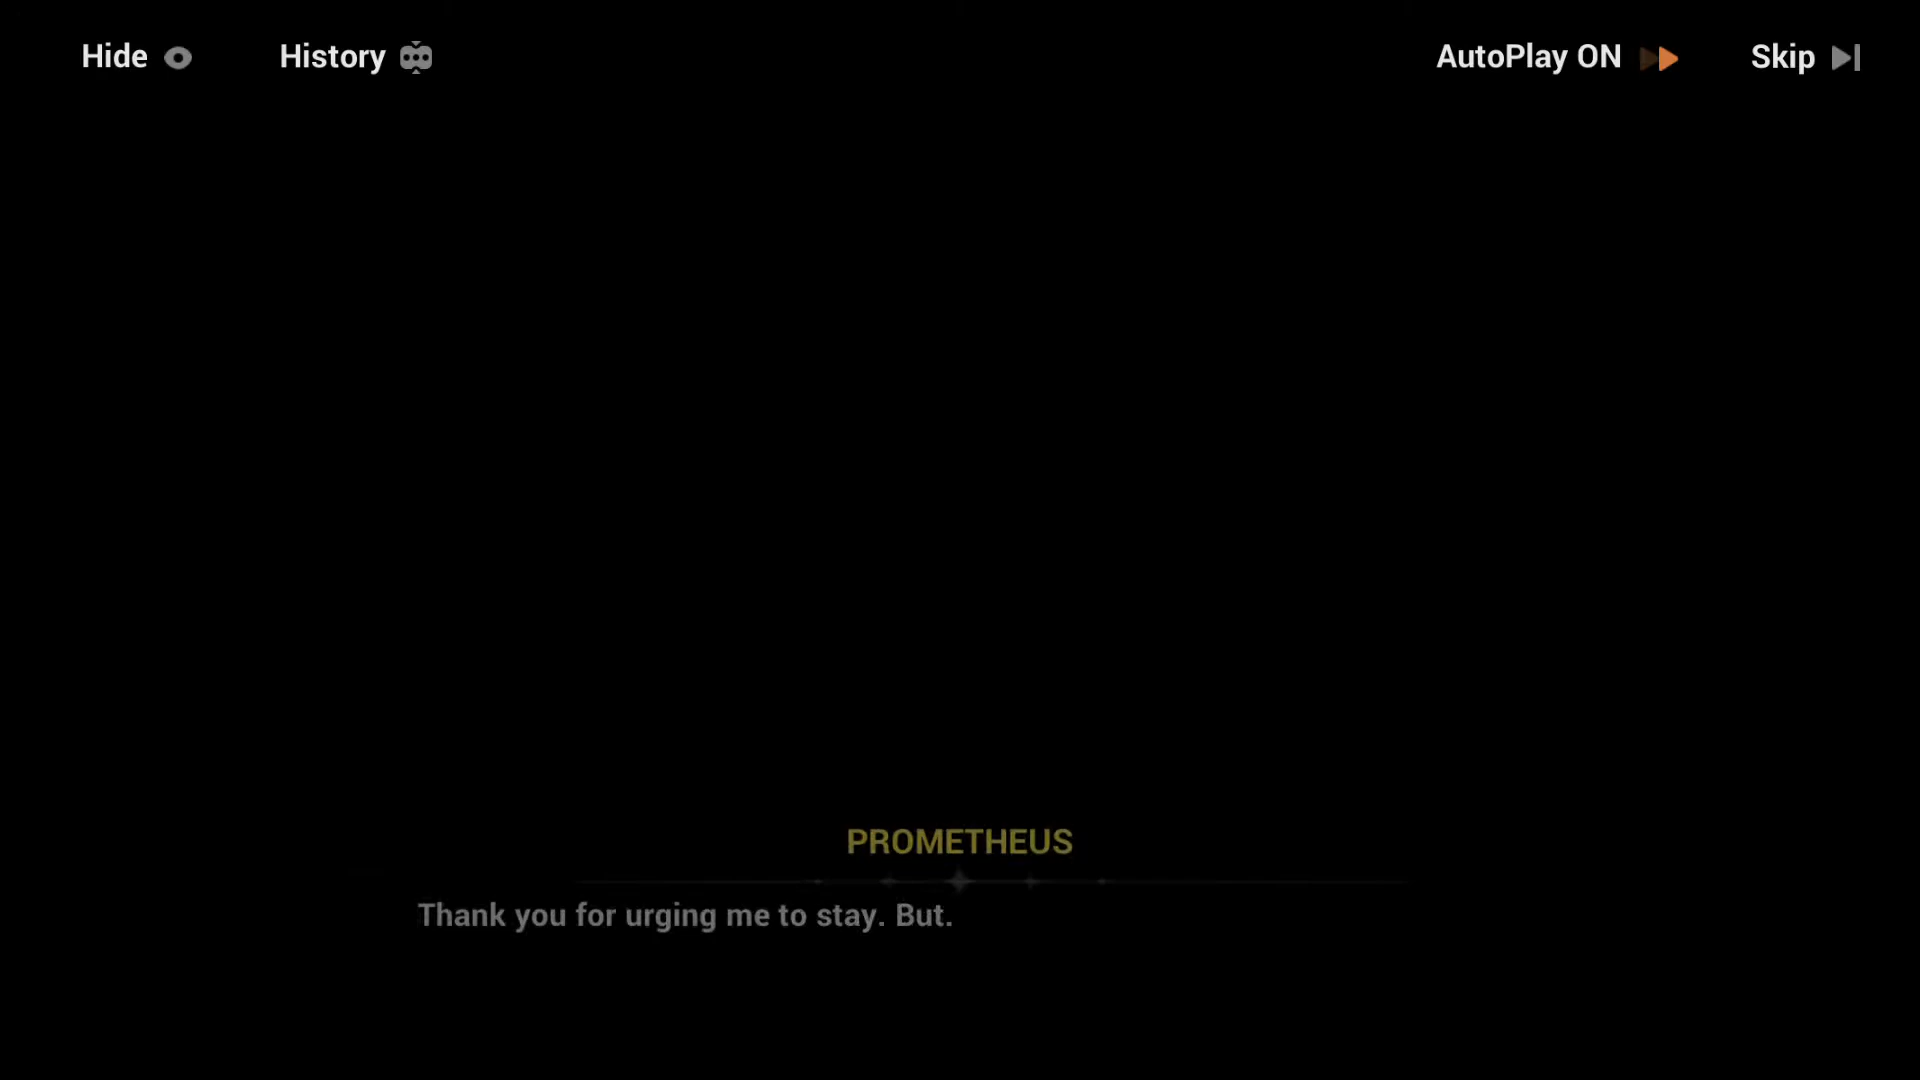 Hide
History
AutoPlay ON
Skip
PROMETHEUS
Thank you for urging me to stay. But.